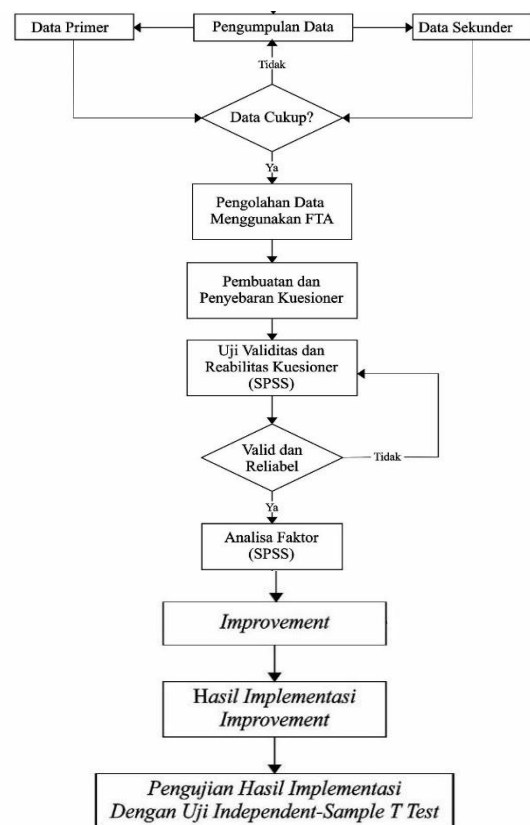 Data Primer
Pengumpulan Data
Data Sekunder
Tidak
Data Cukup?
Ya
Pengolahan Data
Menggunakan FTA
Pembuatan dan
Penyebaran Kuesioner
Uji Validitas dan
Reabilitas Kuesioner
(SPSS)
Valid dan
Reliabel
Tidak
Ya
Analisa Faktor
(SPSS)
Improvement
Hasil Implementasi
Improvement
Pengujian Hasil Implementasi
Dengan Uji Independent-Sample T Test